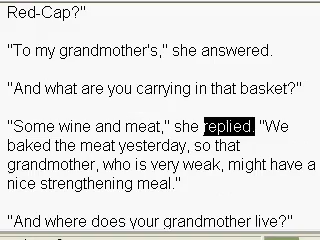 Red-Cap?"
"To my grandmother's," she answered.
"And what are you carrying in that basket?"
"Some wine and meat," she replied. "We
baked the meat yesterday, so that
grandmother, who is very weak, might have a
nice strengthening meal."
"And where does your grandmother live?"